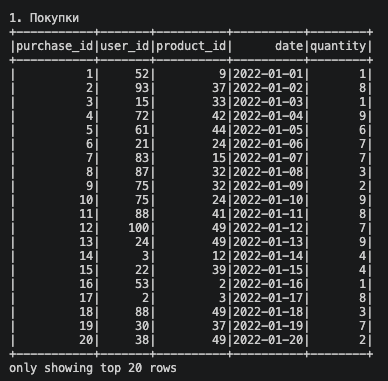 1. Покупки
+-----------+-------+----------+----------+--------+
|purchase_id|user_id|product_id|      date|quantity|
+-----------+-------+----------+----------+--------+
|          1|     52|         9|2022-01-01|       1|
|          2|     93|        37|2022-01-02|       8|
|          3|     15|        33|2022-01-03|       1|
|          4|     72|        42|2022-01-04|       9|
|          5|     61|        44|2022-01-05|       6|
|          6|     21|        24|2022-01-06|       7|
|          7|     83|        15|2022-01-07|       7|
|          8|     87|        32|2022-01-08|       3|
|          9|     75|        32|2022-01-09|       2|
|         10|     75|        24|2022-01-10|       9|
|         11|     88|        41|2022-01-11|       8|
|         12|    100|        49|2022-01-12|       7|
|         13|     24|        49|2022-01-13|       9|
|         14|      3|        12|2022-01-14|       4|
|         15|     22|        39|2022-01-15|       4|
|         16|     53|         2|2022-01-16|       1|
|         17|      2|         3|2022-01-17|       8|
|         18|     88|        49|2022-01-18|       3|
|         19|     30|        37|2022-01-19|       7|
|         20|     38|        49|2022-01-20|       2|
+-----------+-------+----------+----------+--------+
only showing top 20 rows